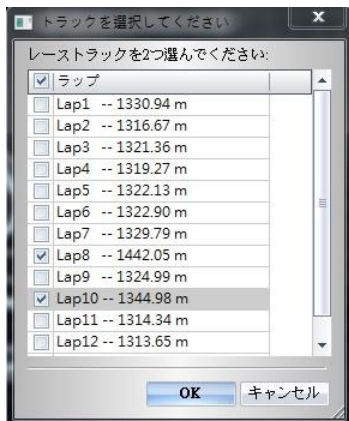 トラックを選択してください
レーストラックを2つ選んでください:
ラップ
Lap1 -- 1330.94 m
Lap2 -- 1316.67 m
Lap3 -- 1321.36 m
Lap4 -- 1319.27 m
Lap5 -- 1322.13 m
Lap6 -- 1322.90 m
Lap7 -- 1329.79 m
Lap8 -- 1442.05 m
Lap9 -- 1324.99 m
Lap10 -- 1344.98 m
Lap11 -- 1314.34 m
Lap12 -- 1313.65 m
OK キャンセル